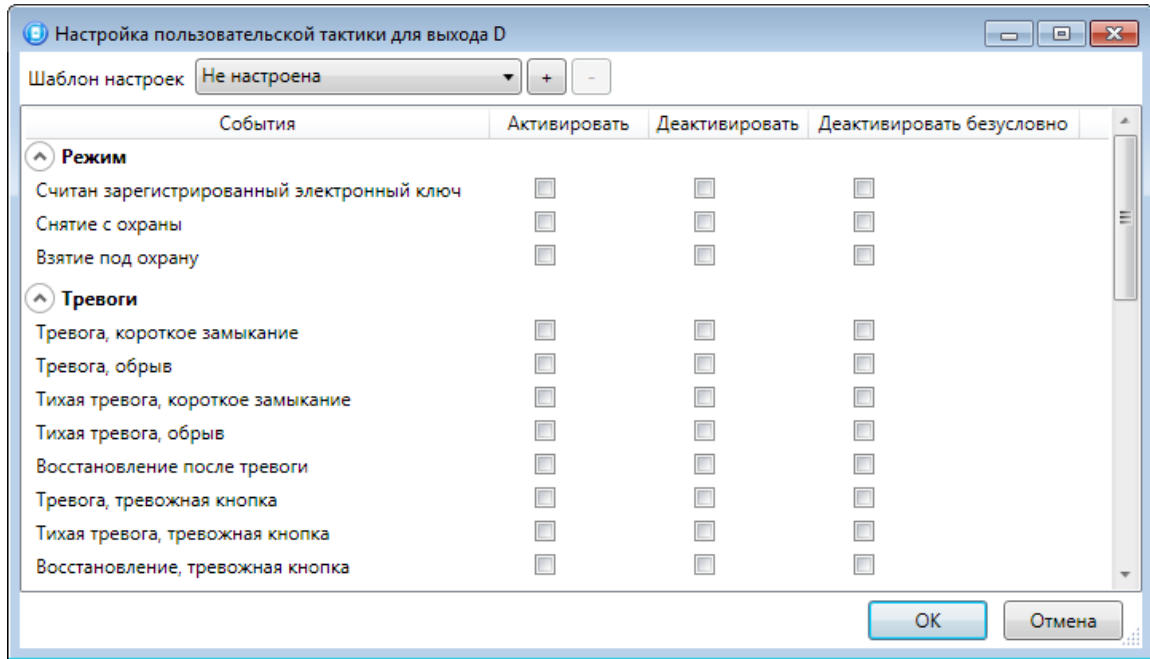 Настройка пользовательской тактики для выхода D
Шаблон настроек Не настроена + -
События Активировать Деактивировать Деактивировать безусловно
Режим
Считан зарегистрированный электронный ключ
Снятие с охраны
Взятие под охрану
Тревоги
Тревога, короткое замыкание
Тревога, обрыв
Тихая тревога, короткое замыкание
Тихая тревога, обрыв
Восстановление после тревоги
Тревога, тревожная кнопка
Тихая тревога, тревожная кнопка
Восстановление, тревожная кнопка
OK Отмена